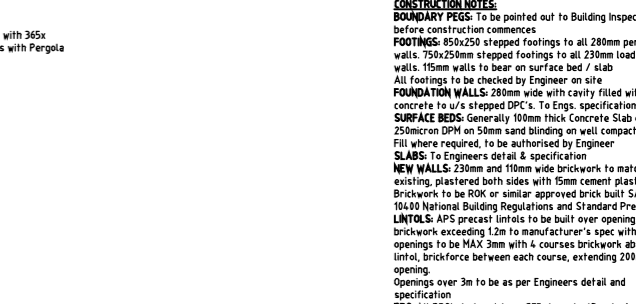 with 365x
s with Pergola
CONSTRUCTION NOTES:
BOUNDARY PEGS: To be pointed out to Building Inspec
before construction commences
FOOTINGS: 850x250 stepped footings to all 280mm per
walls. 750x250mm stepped footings to all 230mm load
walls. 115mm walls to bear on surface bed / slab
All footings to be checked by Engineer on site
FOUNDATION WALLS: 280mm wide with cavity filled wi
concrete to u/s stepped DPC's. To Engs. specification
SURFACE BEDS: Generally 100mm thick Concrete Slab
250micron DPM on 50mm sand blinding on well compact
Fill where required, to be authorised by Engineer
SLABS: To Engineers detail & specification
NEW WALLS: 230mm and 110mm wide brickwork to matc
existing, plastered both sides with 15mm cement plast
Brickwork to be ROK or similar approved brick built SA
10400 National Building Regulations and Standard Pre
LINTOLS: APS precast lintols to be built over opening
brickwork exceeding 1.2m to manufacturer's spec with
openings to be MAX 3mm with 4 courses brickwork ab
lintol, brickforce between each course, extending 200
opening.
Openings over 3m to be as per Engineers detail and
specification